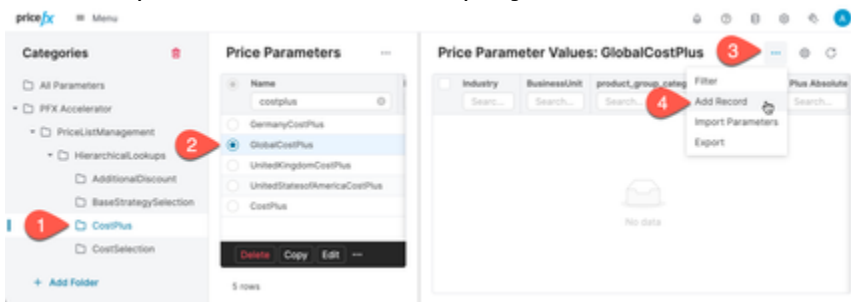 pricefx
Menu
A
Categories
All Parameters
PFX Accelerator
PriceListManagement
HierarchicalLookups
AdditionalDiscount
BaseStrategySelection
1
CostPlus
CostSelection
+ Add Folder
Price Parameters
Name
costplus
GermanyCostPlus
2
GlobalCostPlus
UnitedKingdomCostPlus
UnitedStatesofAmericaCostPlus
CostPlus
Delete Copy Edit
5 rows
Price Parameter Values: GlobalCostPlus
3
Industry BusinessUnit product_group_categ Plus Absolute
Searc... Search... Search... Search...
Filter
4
Add Record
Import Parameters
Export
No data